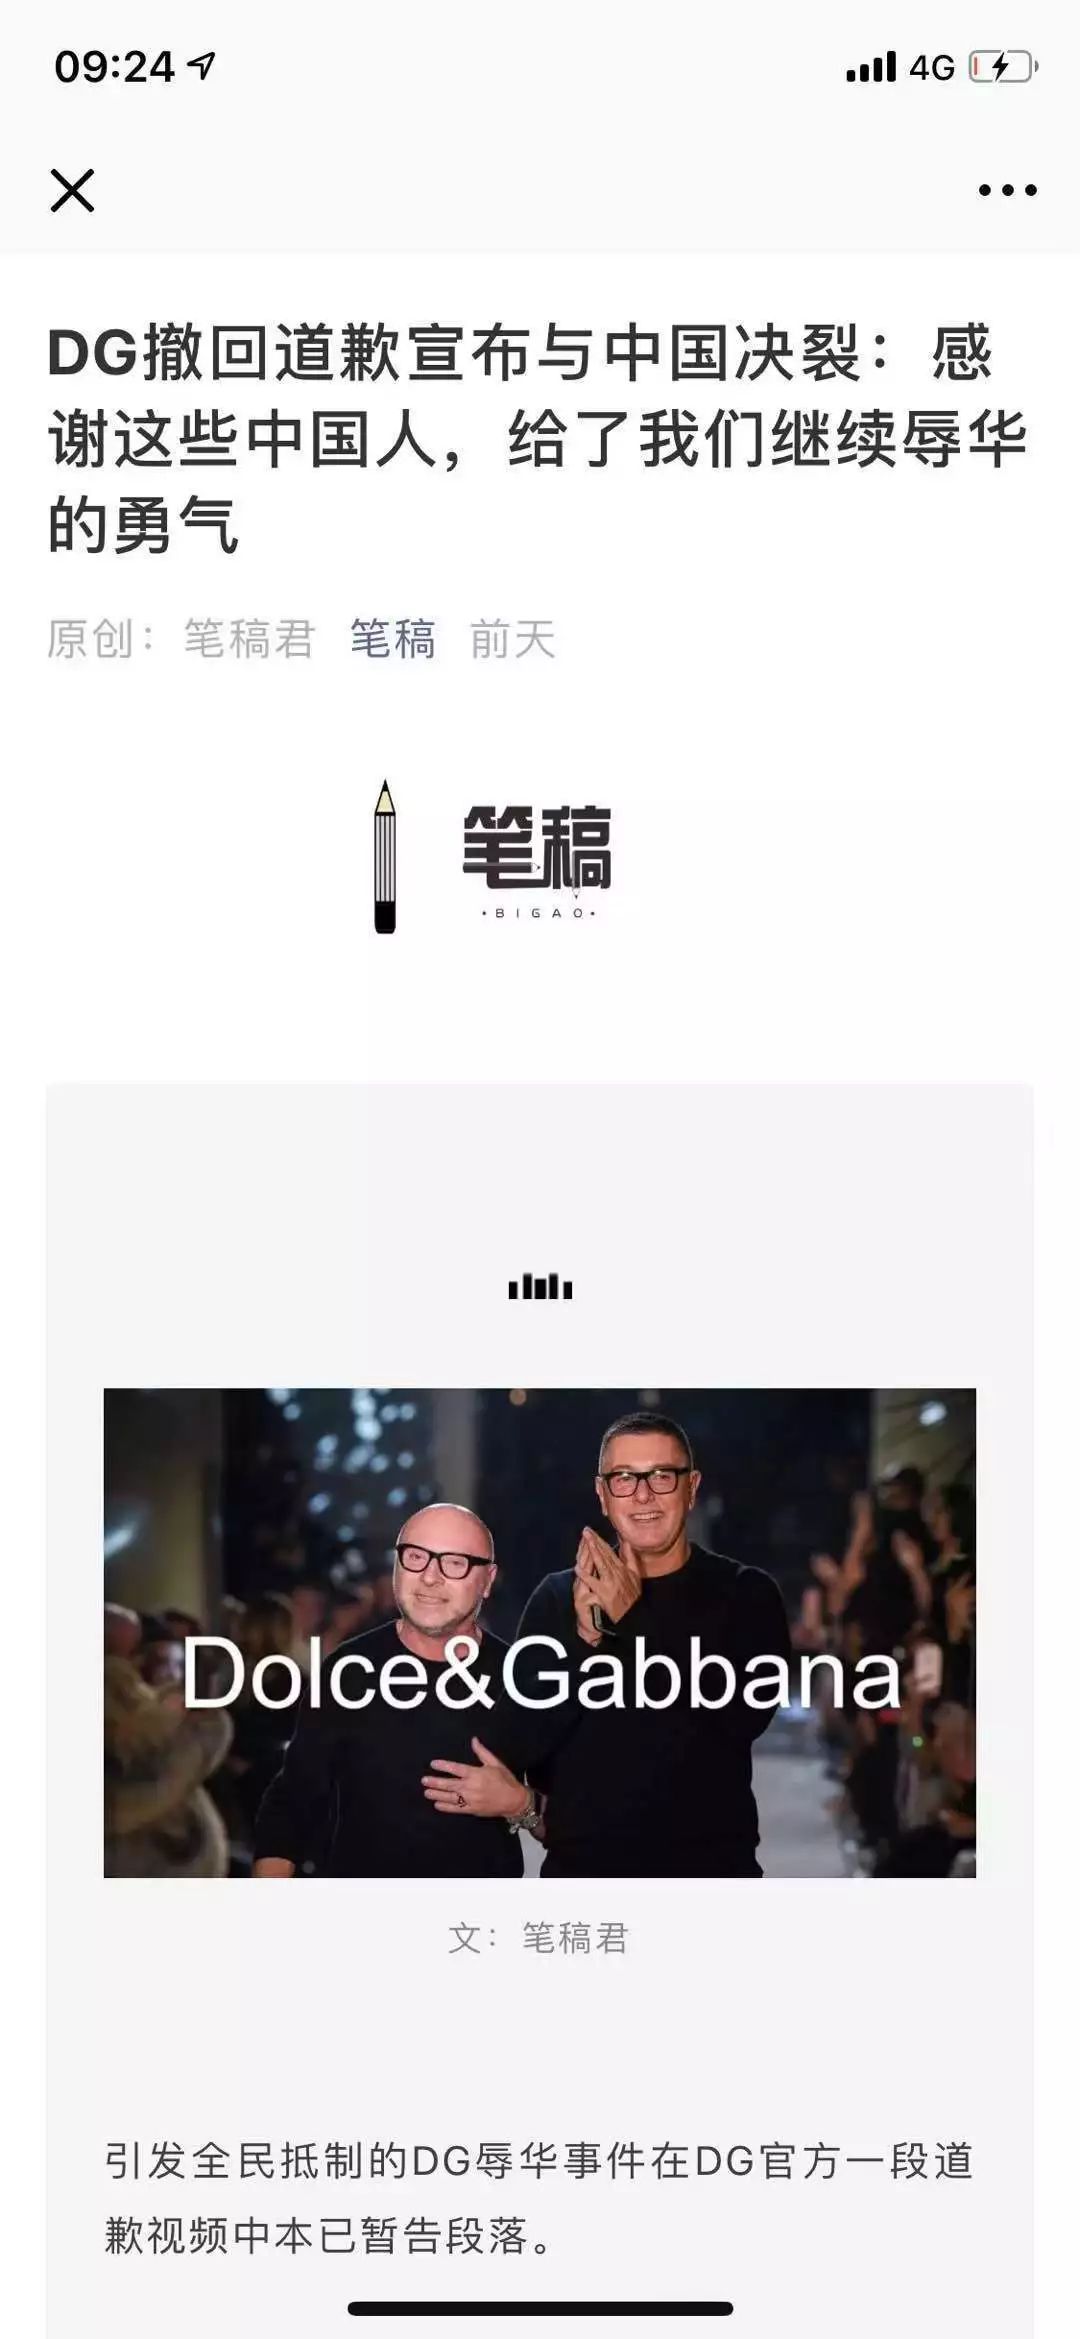 09:24
4G
DG撤回道歉宣布与中国决裂：感
谢这些中国人，给了我们继续辱华
的勇气
原创：笔稿君 笔稿 前天
笔稿
·BIGAO·
Dolce&Gabbana
文：笔稿君
引发全民抵制的DG辱华事件在DG官方一段道
歉视频中本已暂告段落。